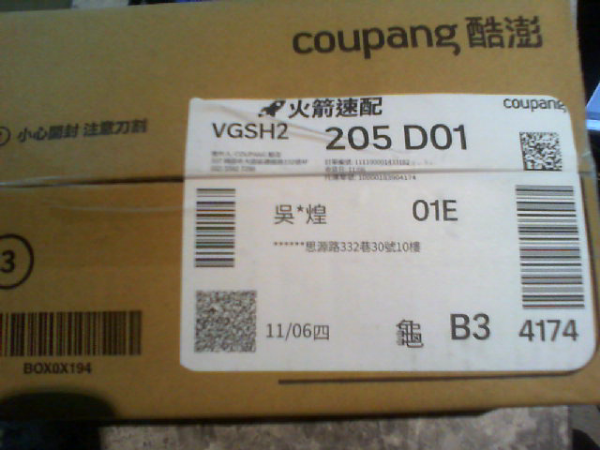 coupang 酷澎
小心開封 注意刀割
火箭速配
coupang
VGSH2
205 D01
吳*煌
01E
******恩源路332巷30號10樓
3
11/06四
龜
B3
4174
BOX0X194